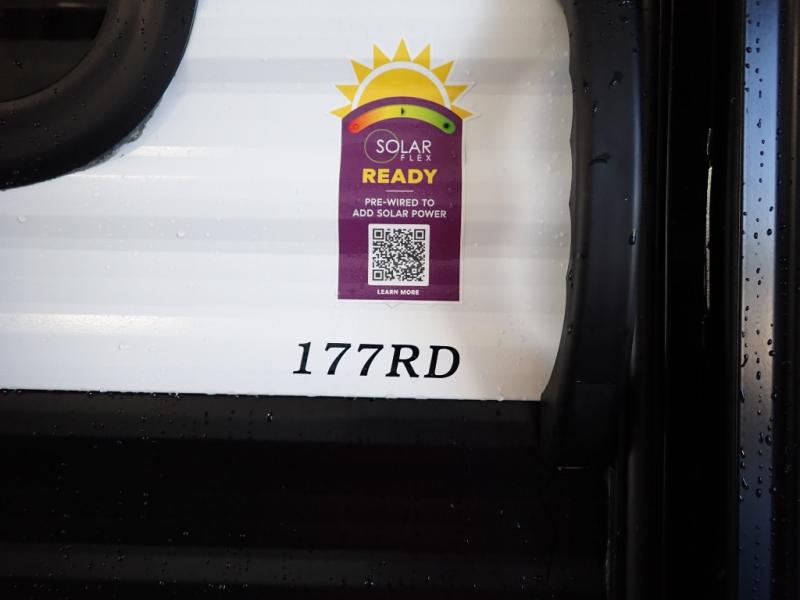 SOLAR
FLEX
READY
PRE-WIRED TO
ADD SOLAR POWER
LEARN MORE
177RD